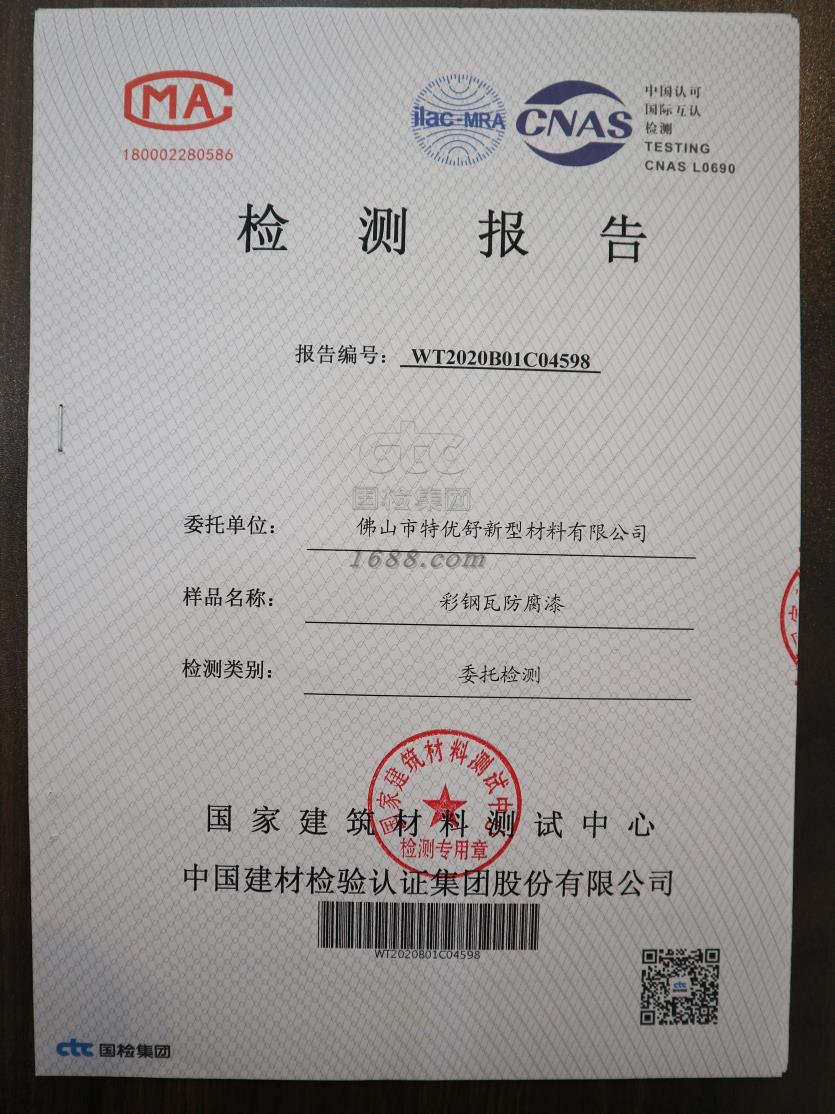 MA
180002280586
ilac-MRA
CNAS
中国认可
国际互认
检测
TESTING
CNAS L0690
检测报告
报告编号： WT2020B01C04598
ctc
国检集团
委托单位： 佛山市特优舒新型材料有限公司
1688.com
样品名称： 彩钢瓦防腐漆
检测类别： 委托检测
国家建筑材料测试中心
检测专用章
国家建筑材料测试中心
中国建材检验认证集团股份有限公司
WT2020B01C04598
ctc 国检集团